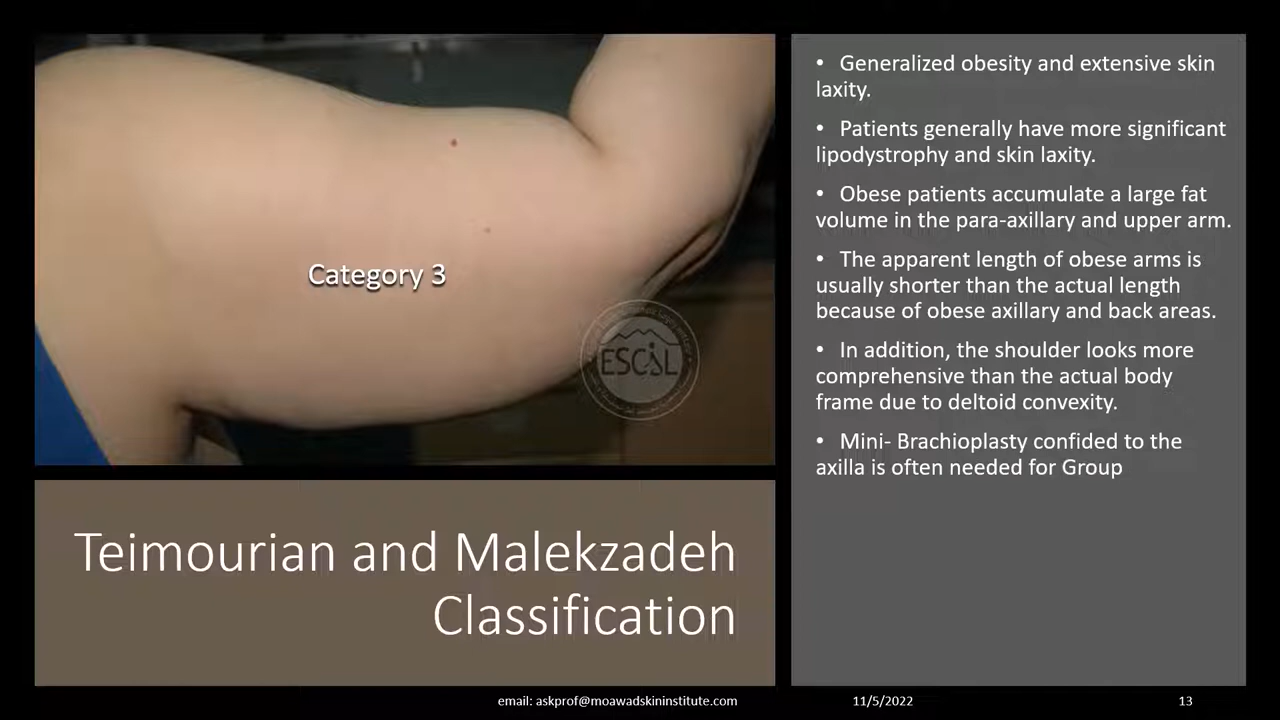 Category 3
ESCSL
Teimourian and Malekzadeh
Classification
• Generalized obesity and extensive skin
laxity.
• Patients generally have more significant
lipodystrophy and skin laxity.
• Obese patients accumulate a large fat
volume in the para-axillary and upper arm.
• The apparent length of obese arms is
usually shorter than the actual length
because of obese axillary and back areas.
• In addition, the shoulder looks more
comprehensive than the actual body
frame due to deltoid convexity.
• Mini- Brachioplasty confided to the
axilla is often needed for Group
email: askprof@moawadskininstitute.com
11/5/2022
13